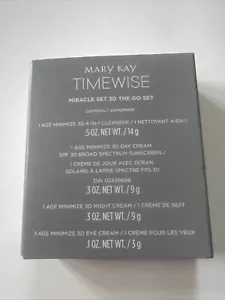 MARY KAY
TIMEWISE
MIRACLE SET 3D THE GO SET
1 AGE MINIMIZE 3D 4-IN-1 CLEANSER / 1 NETTOYANT 4-EN-1
.5 OZ. NET WT. / 14 g
1 AGE MINIMIZE 3D DAY CREAM
SPF 30 BROAD SPECTRUM SUNSCREEN /
1 CRÈME DE JOUR AVEC ÉCRAN
SOLAIRE À LARGE SPECTRE FPS 30
DIN
.3 OZ. NET WT. / 9 g
1 AGE MINIMIZE 3D NIGHT CREAM / 1 CRÈME DE NUIT
.3 OZ. NET WT. / 9 g
1 AGE MINIMIZE 3D EYE CREAM / 1 CRÈME POUR LES YEUX
.1 OZ. NET WT. / 3 g